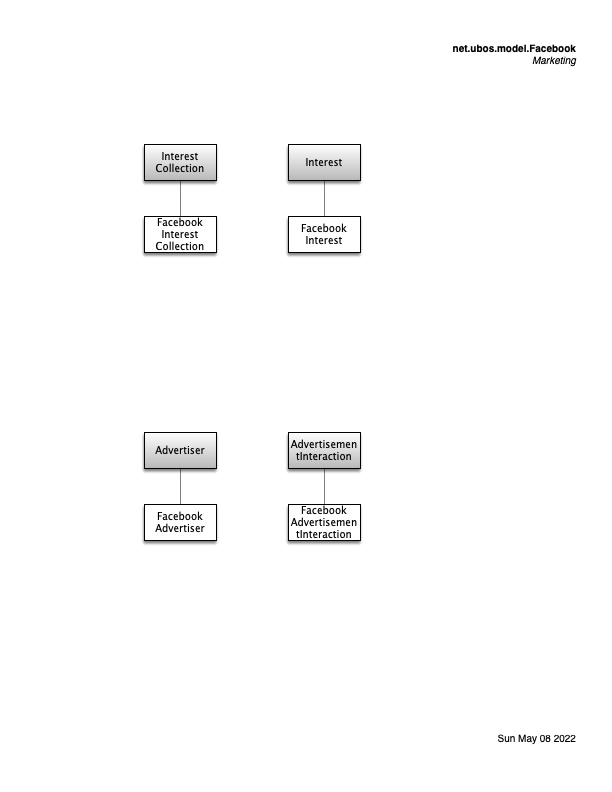 net.ubos.model.Facebook
Marketing
Interest
Collection
Interest
Facebook
Interest
Collection
Facebook
Interest
Advertiser
Advertisemen
tInteraction
Facebook
Advertiser
Facebook
Advertisemen
tInteraction
Sun May 08 2022